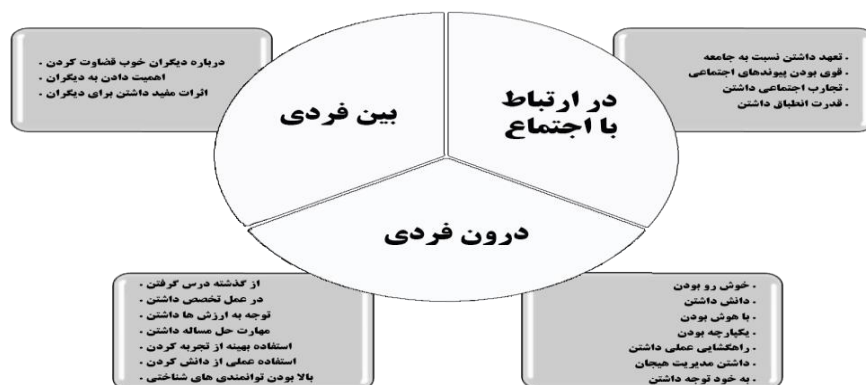 تعهد داشتن نسبت به جامعه
قوی بودن پیوندهای اجتماعی
تجارب اجتماعی داشتن
قدرت انطباق داشتن
درباره دیگران خوب قضاوت کردن
اهمیت دادن به دیگران
اثرات مفید داشتن برای دیگران
در ارتباط
با اجتماع
بین فردی
درون فردی
خوش رو بودن
دانش داشتن
با هوش بودن
یکپارچه بودن
راهگشایی عملی داشتن
داشتن مدیریت هیجان
به خود توجه داشتن
از گذشته درس گرفتن
در عمل تخصص داشتن
توجه به ارزش ها داشتن
مهارت حل مساله داشتن
استفاده بهینه از تجربه کردن
استفاده عملی از دانش کردن
بالا بودن توانمندی های شناختی